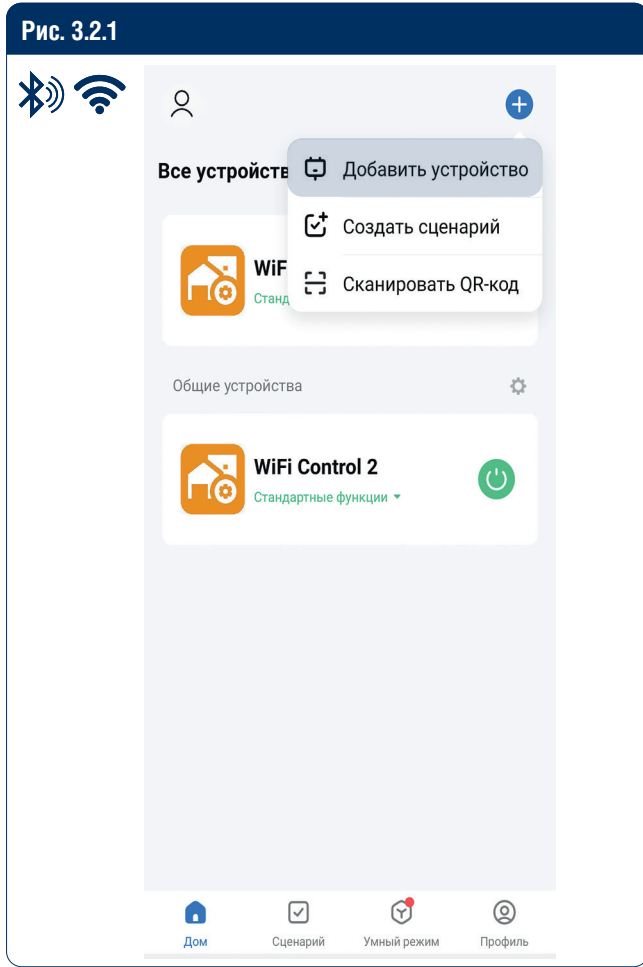 Рис. 3.2.1
Все устройств
Добавить устройство
Создать сценарий
WiF
Станд
Сканировать QR-код
Общие устройства
WiFi Control 2
Стандартные функции
Дом
Сценарий
Умный режим
Профиль